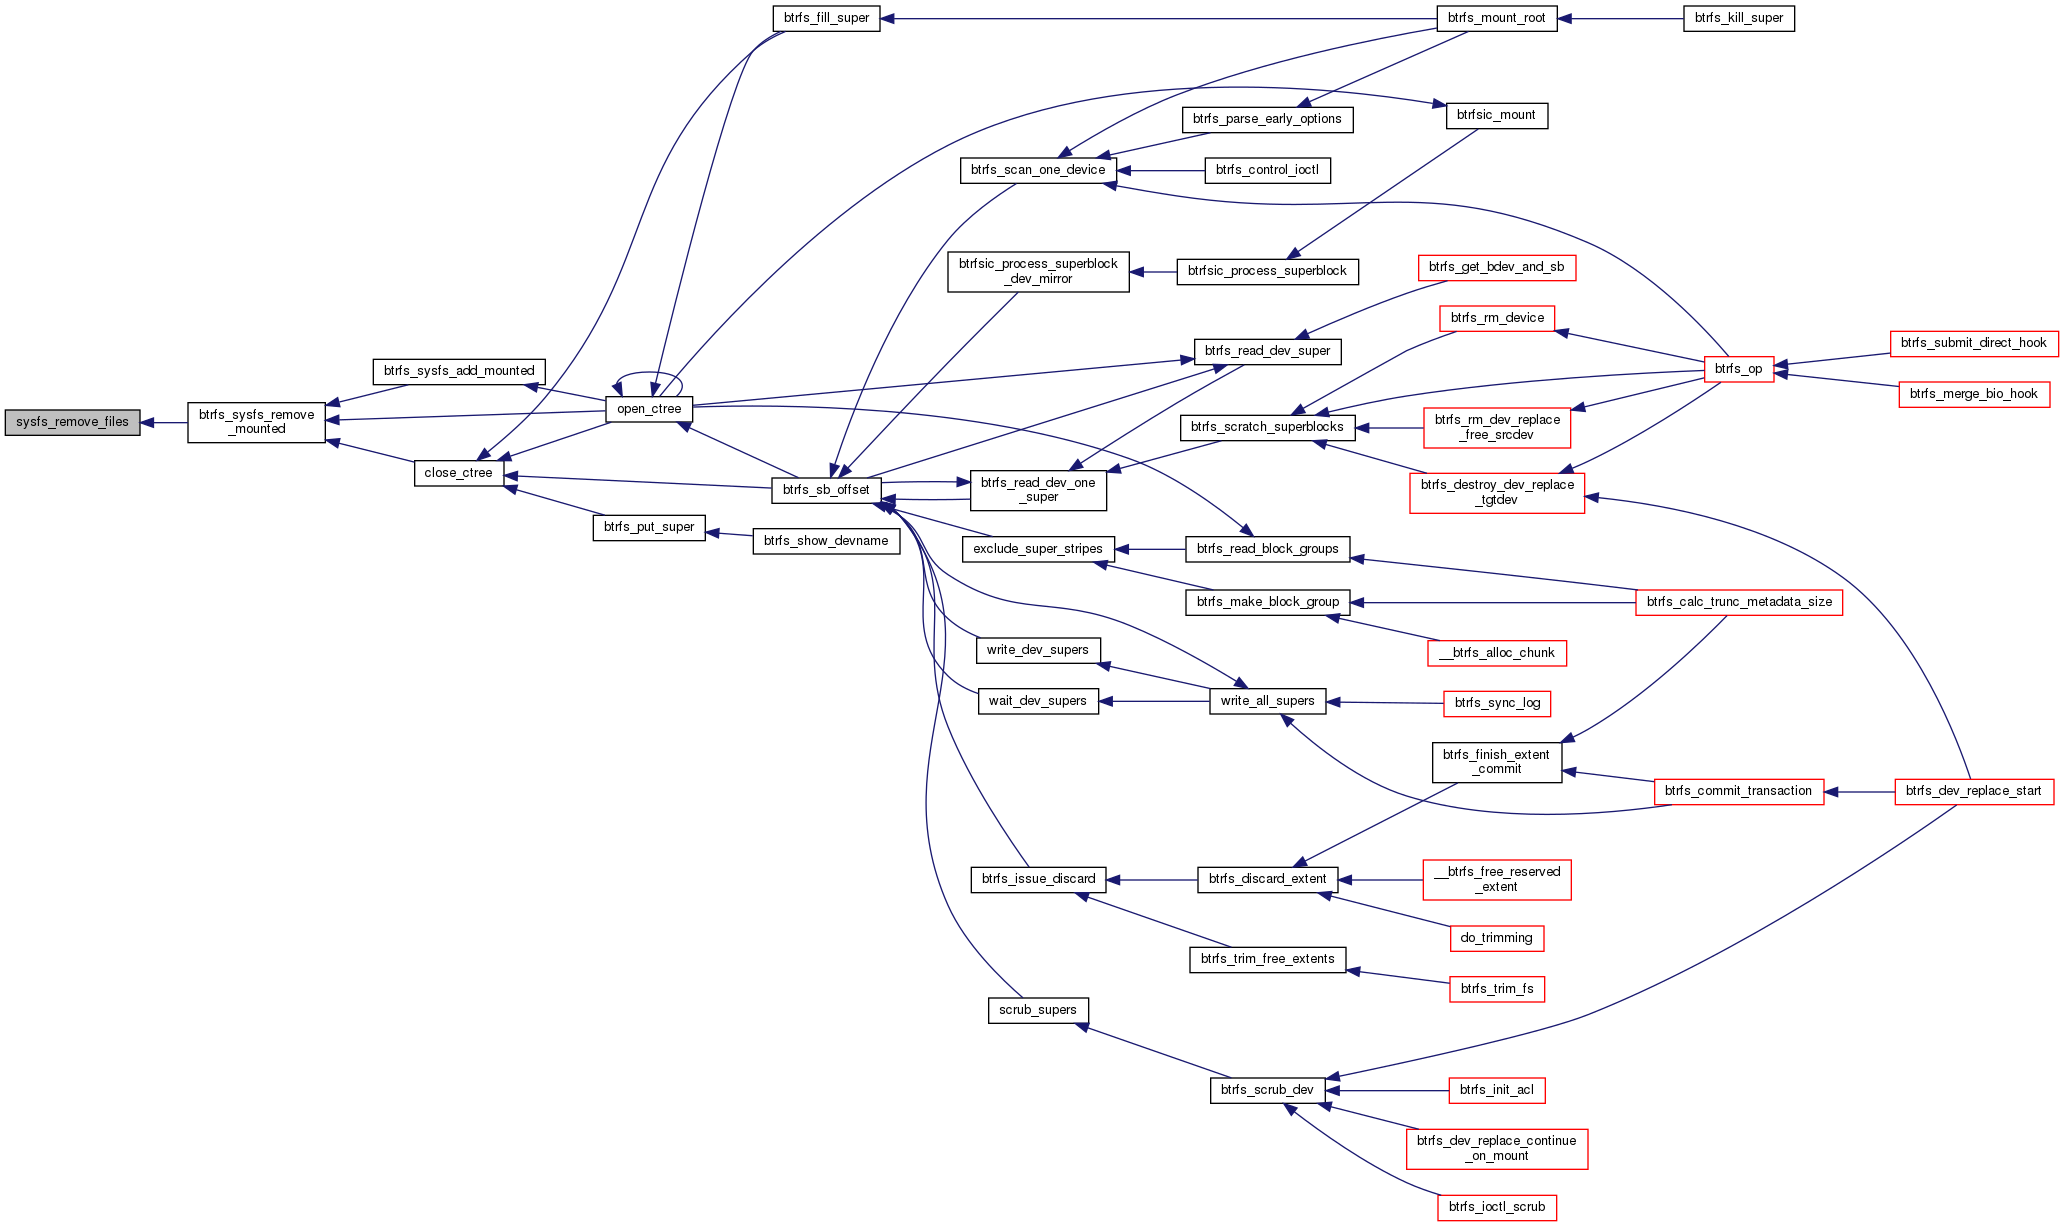 btrfs_fill_super
btrfs_mount_root
btrfs_kill_super
btrfsic_mount
btrfs_parse_early_options
btrfs_scan_one_device
btrfs_control_ioctl
btrfsic_process_superblock
_dev_mirror
btrfsic_process_superblock
btrfs_get_bdev_and_sb
btrfs_rm_device
btrfs_read_dev_super
btrfs_submit_direct_hook
btrfs_op
btrfs_merge_bio_hook
btrfs_sysfs_add_mounted
open_ctree
sysfs_remove_files
btrfs_sysfs_remove
_mounted
btrfs_scratch_superblocks
btrfs_rm_dev_replace
_free_srcdev
close_ctree
btrfs_sb_offset
btrfs_read_dev_one
_super
btrfs_destroy_dev_replace
_tgtdev
btrfs_put_super
btrfs_show_devname
exclude_super_stripes
btrfs_read_block_groups
btrfs_make_block_group
btrfs_calc_trunc_metadata_size
__btrfs_alloc_chunk
write_dev_supers
wait_dev_supers
write_all_supers
btrfs_sync_log
btrfs_finish_extent
_commit
btrfs_commit_transaction
btrfs_dev_replace_start
btrfs_issue_discard
btrfs_discard_extent
__btrfs_free_reserved
_extent
do_trimming
btrfs_trim_free_extents
btrfs_trim_fs
scrub_supers
btrfs_scrub_dev
btrfs_init_acl
btrfs_dev_replace_continue
_on_mount
btrfs_ioctl_scrub